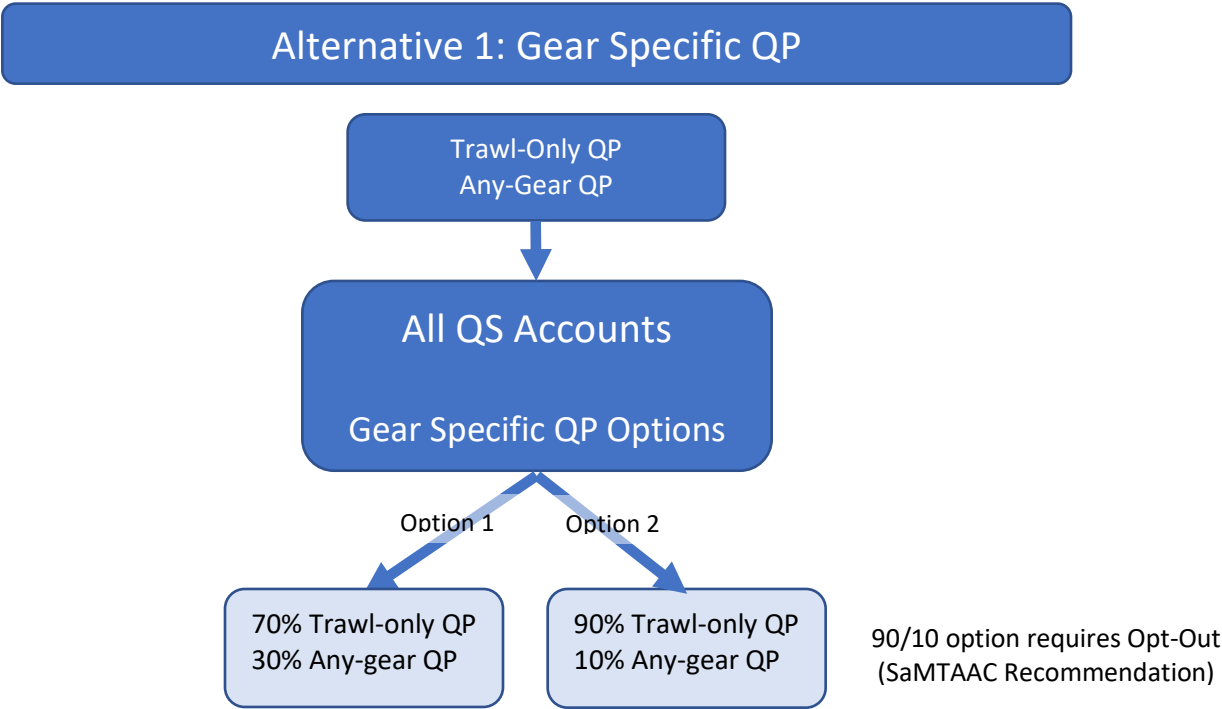 Alternative 1: Gear Specific QP
Trawl-Only QP
Any-Gear QP
All QS Accounts
Gear Specific QP Options
Option 1
Option 2
70% Trawl-only QP
30% Any-gear QP
90% Trawl-only QP
10% Any-gear QP
90/10 option requires Opt-Out
(SaMTAAC Recommendation)